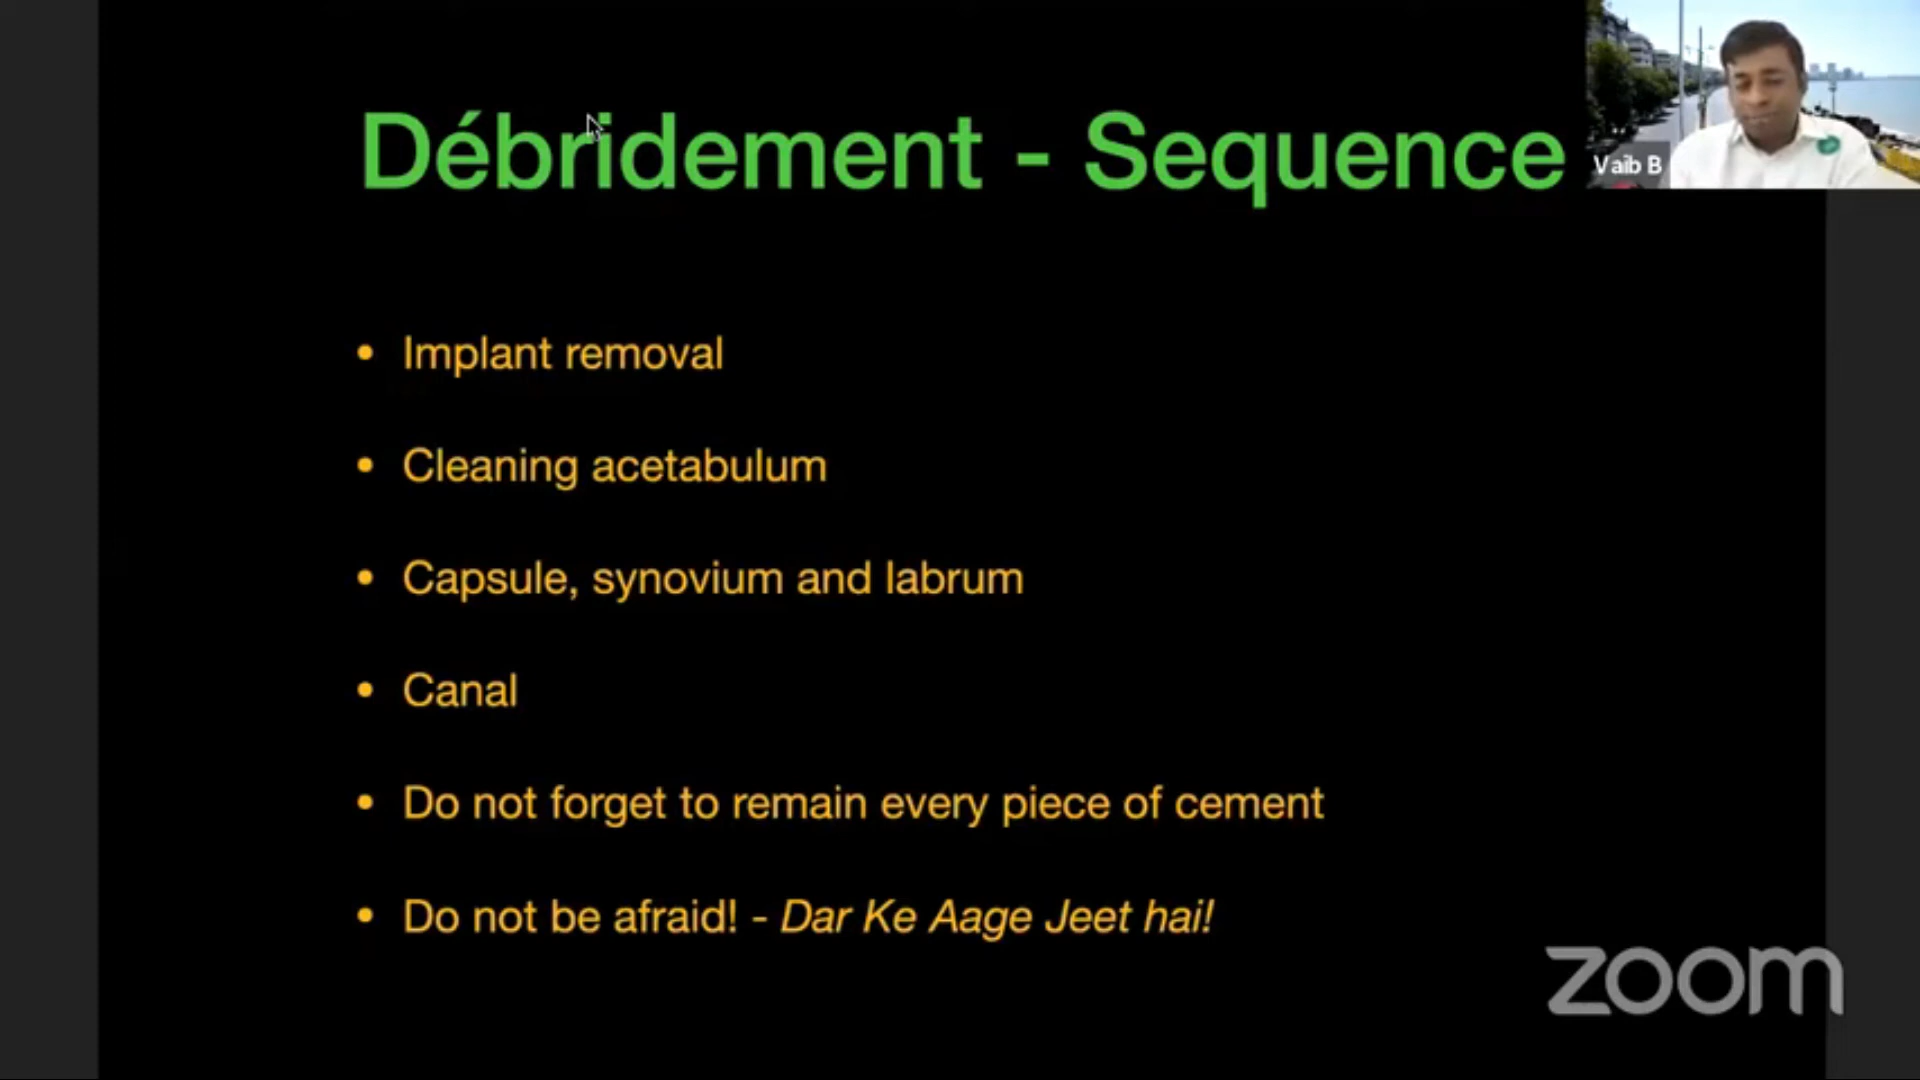 Débridement - Sequence
Vaib B
• Implant removal
• Cleaning acetabulum
• Capsule, synovium and labrum
• Canal
• Do not forget to remain every piece of cement
• Do not be afraid! - Dar Ke Aage Jeet hai!
zoom